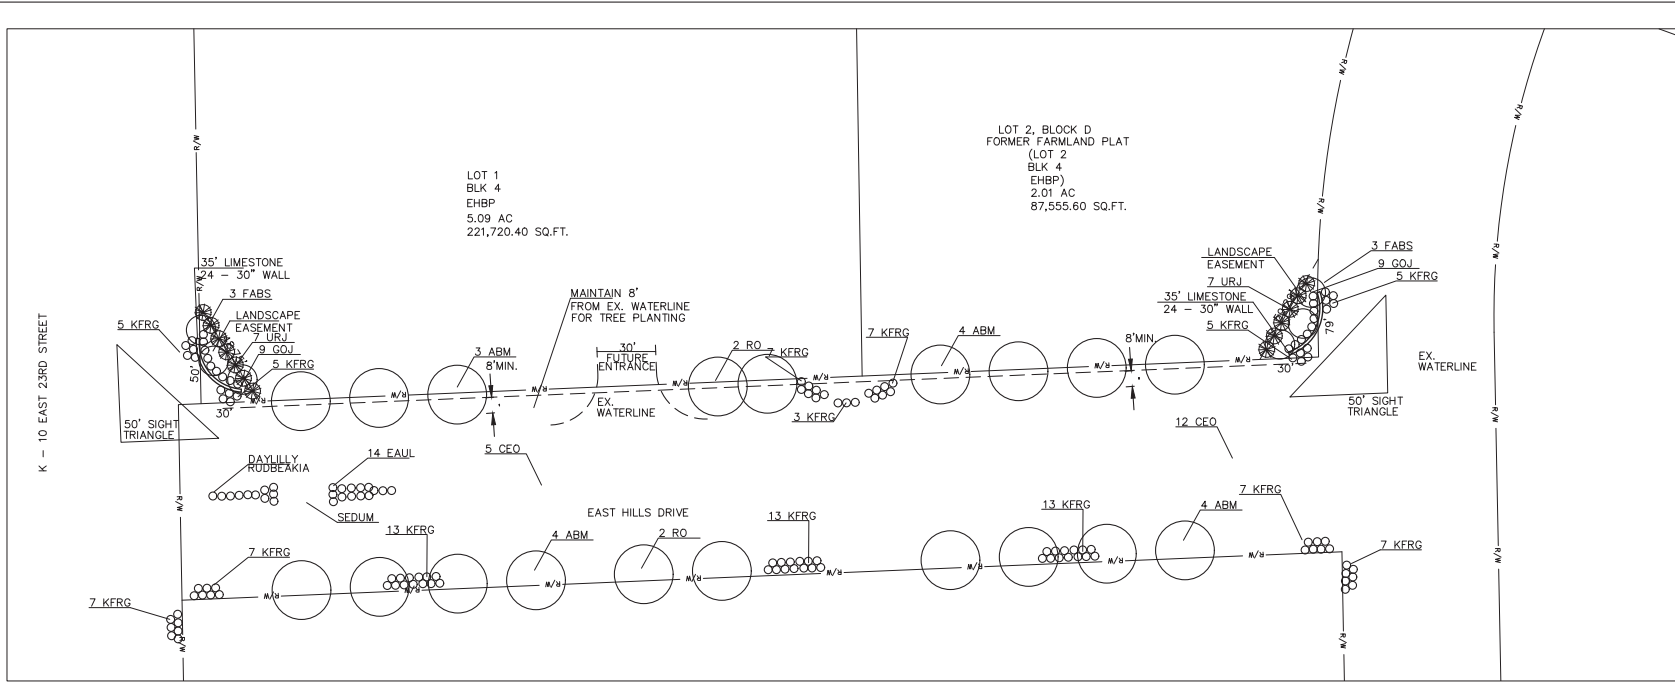 LOT 1
BLK 4
EHBP
5.09 AC
221,720.40 SQ.FT.
LOT 2, BLOCK D
FORMER FARMLAND PLAT
(LOT 2
BLK 4
EHBP)
2.01 AC
87,555.60 SQ.FT.
R/W
R/W
R/W
R/W
R/W
R/W
K - 10 EAST 23RD STREET
35' LIMESTONE
24 - 30" WALL
R/W
3 FABS
LANDSCAPE
EASEMENT
5 KFRG
7 URJ
9 GOJ
5 KFRG
50'
30'
50' SIGHT
TRIANGLE
MAINTAIN 8'
FROM EX. WATERLINE
FOR TREE PLANTING
3 ABM
8'MIN.
30'
FUTURE
ENTRANCE
EX.
WATERLINE
2 RO
7 KFRG
7 KFRG
3 KFRG
4 ABM
8'MIN.
LANDSCAPE
EASEMENT
7 URJ
35' LIMESTONE
24 - 30" WALL
5 KFRG
3 FABS
9 GOJ
5 KFRG
79'
30'
50' SIGHT
TRIANGLE
EX.
WATERLINE
R/W
R/W
R/W
R/W
R/W
R/W
R/W
R/W
R/W
12 CEO
5 CEO
DAYLILLY
RUDBEAKIA
14 EAUL
SEDUM
R/W
EAST HILLS DRIVE
13 KFRG
4 ABM
2 RO
13 KFRG
13 KFRG
4 ABM
7 KFRG
7 KFRG
7 KFRG
7 KFRG
R/W
R/W
R/W
R/W
R/W
R/W
R/W
R/W
R/W
R/W
R/W